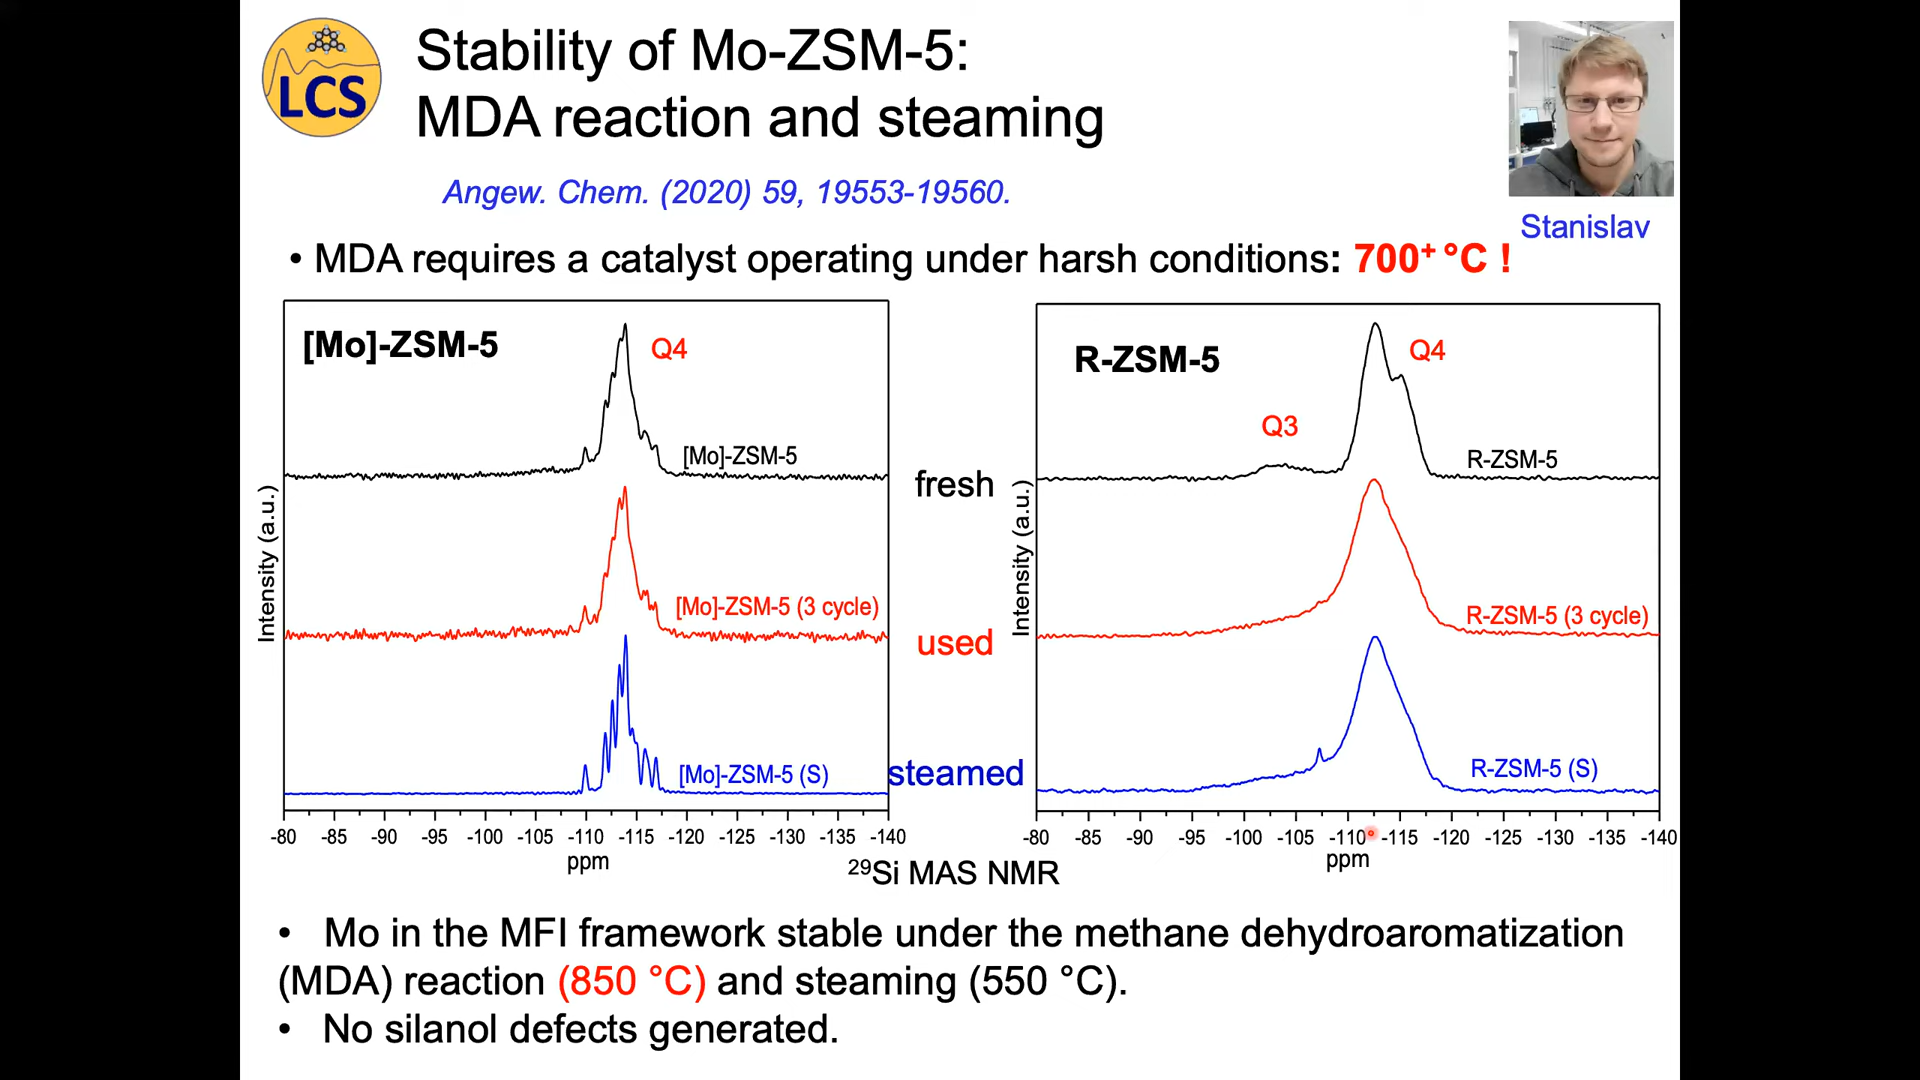 LCS
Stability of Mo-ZSM-5:
MDA reaction and steaming
Angew. Chem. (2020) 59, 19553-19560.
Stanislav
• MDA requires a catalyst operating under harsh conditions: 700⁺ °C !
[Mo]-ZSM-5
Q4
[Mo]-ZSM-5
[Mo]-ZSM-5 (3 cycle)
[Mo]-ZSM-5 (S)
Intensity (a.u.)
-80 -85 -90 -95 -100 -105 -110 -115 -120 -125 -130 -135 -140
ppm
fresh
used
steamed
R-ZSM-5
Q4
Q3
R-ZSM-5
R-ZSM-5 (3 cycle)
R-ZSM-5 (S)
Intensity (a.u.)
-80 -85 -90 -95 -100 -105 -110 -115 -120 -125 -130 -135 -140
ppm
²⁹Si MAS NMR
• Mo in the MFI framework stable under the methane dehydroaromatization
(MDA) reaction (850 °C) and steaming (550 °C).
• No silanol defects generated.